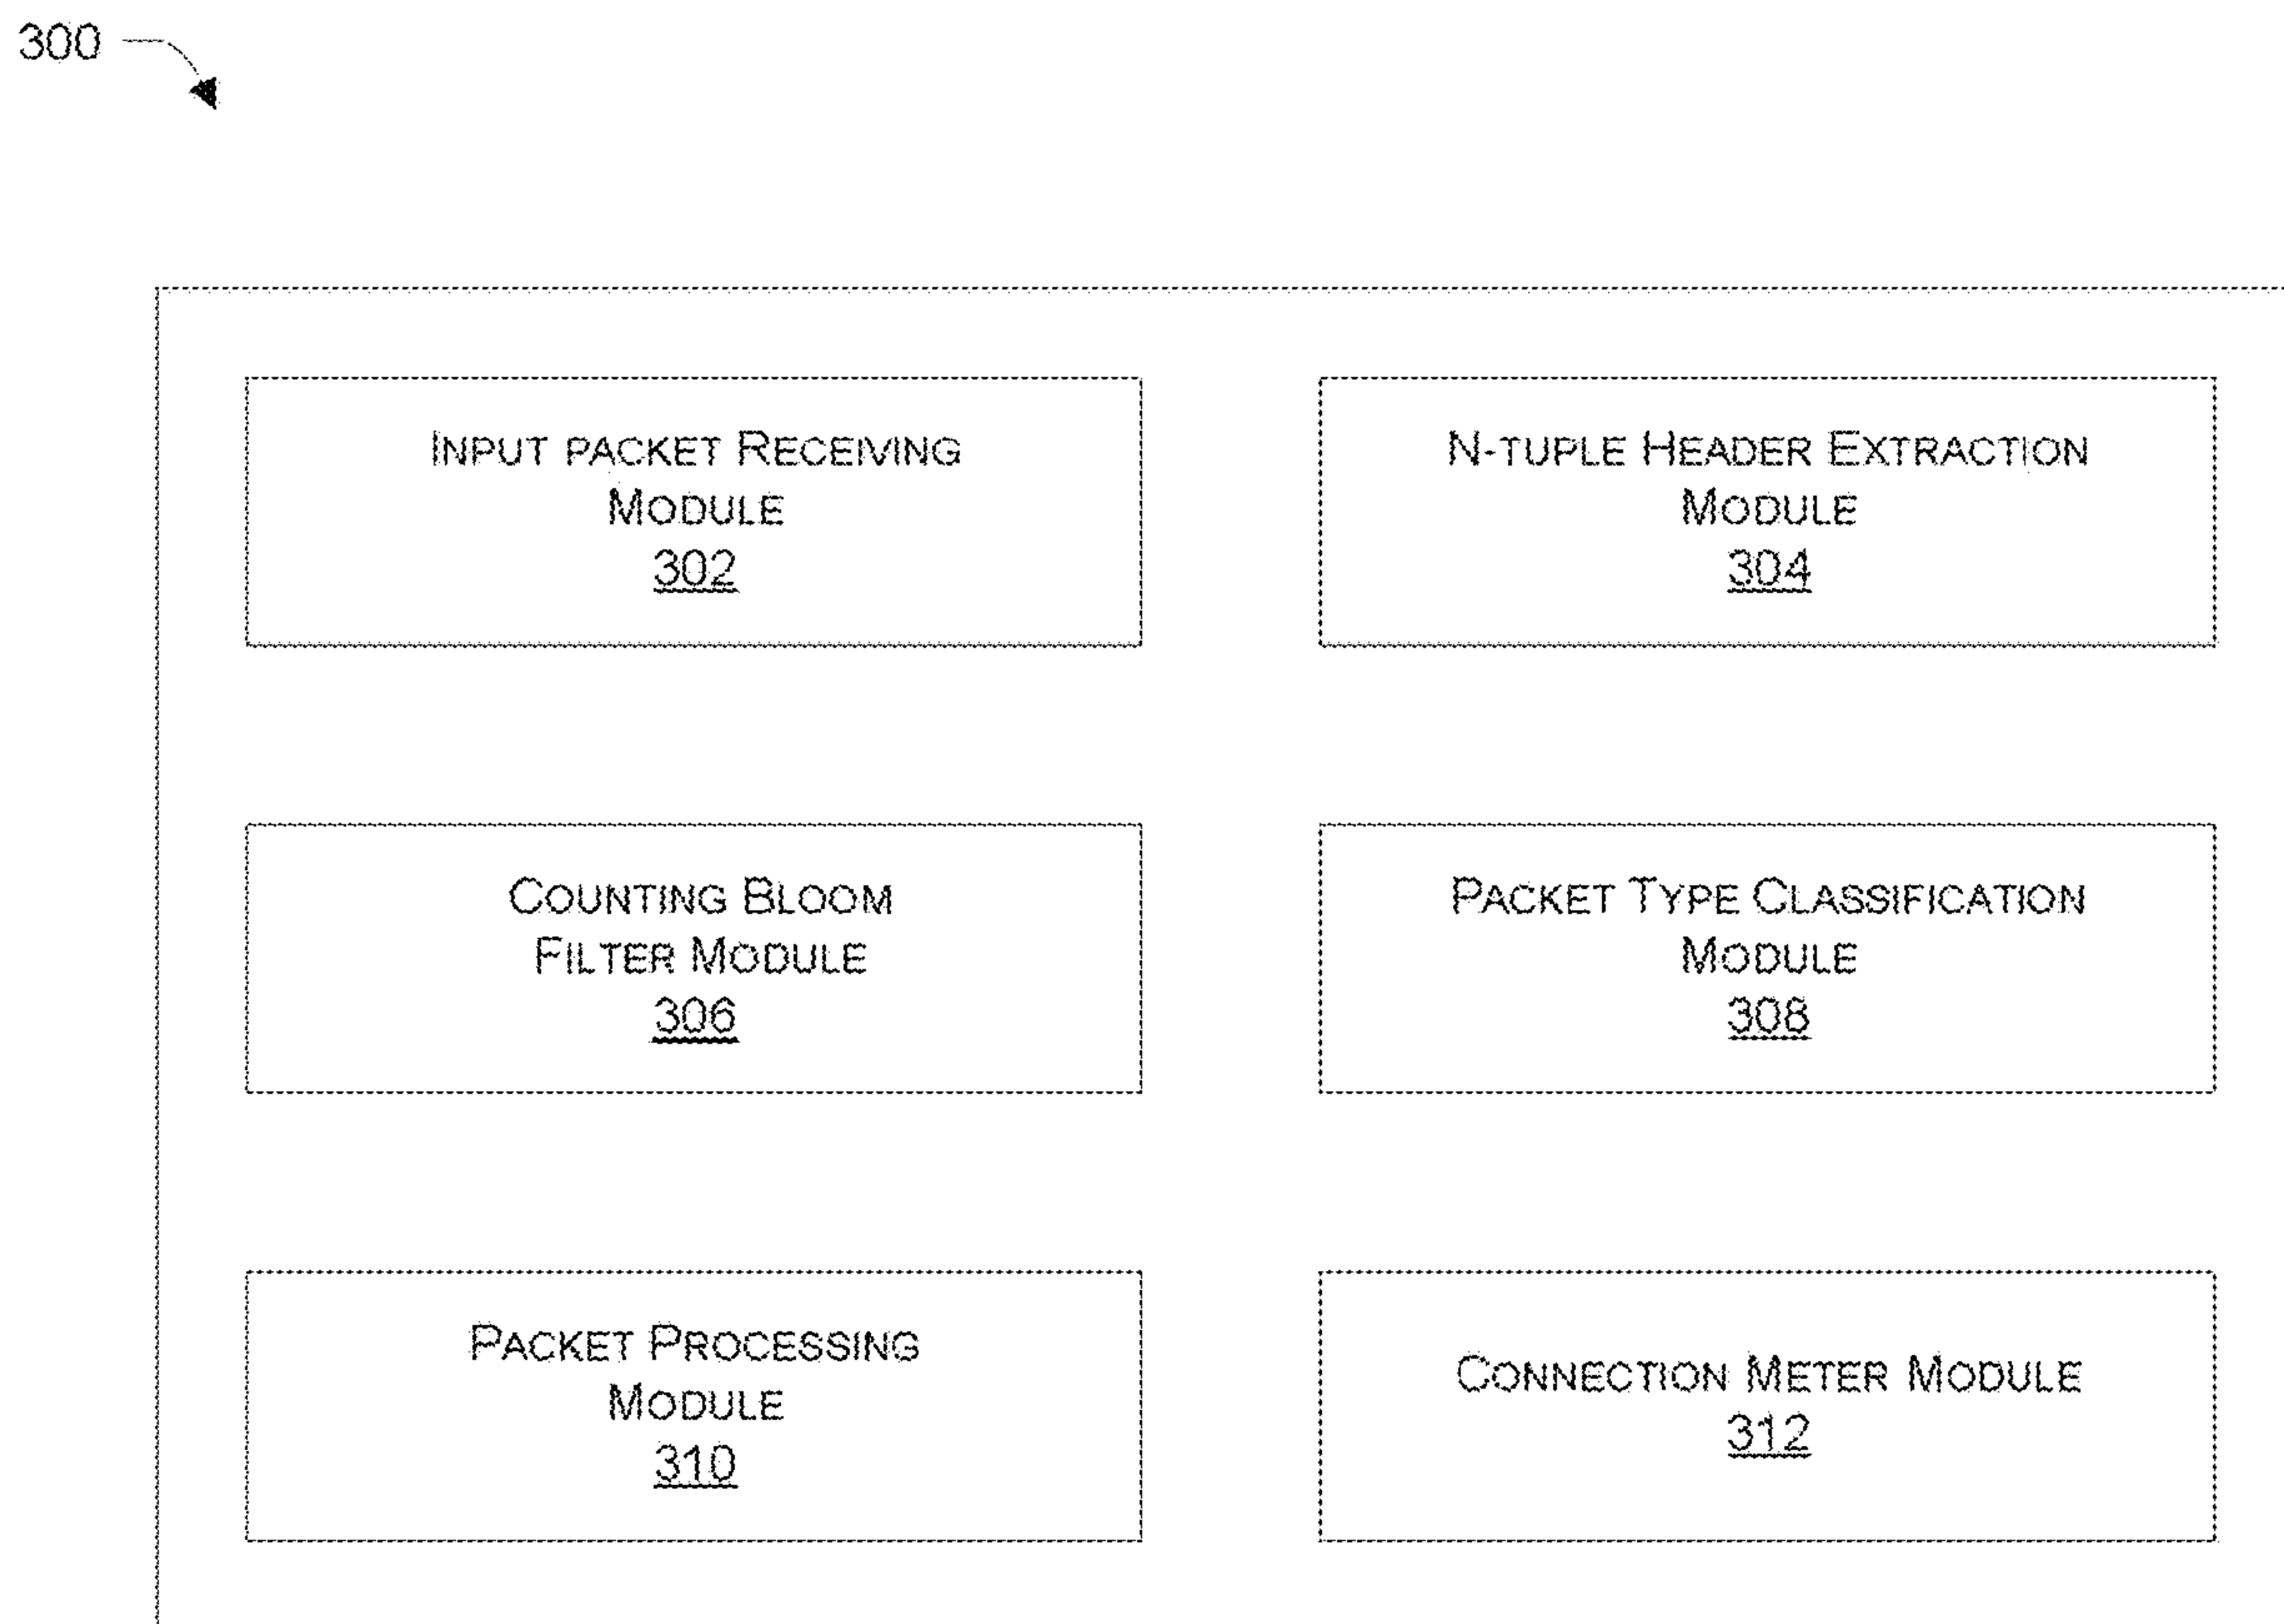 300
INPUT PACKET RECEIVING
MODULE
302
N-TUPLE HEADER EXTRACTION
MODULE
304
COUNTING BLOOM
FILTER MODULE
306
PACKET TYPE CLASSIFICATION
MODULE
308
PACKET PROCESSING
MODULE
310
CONNECTION METER MODULE
312